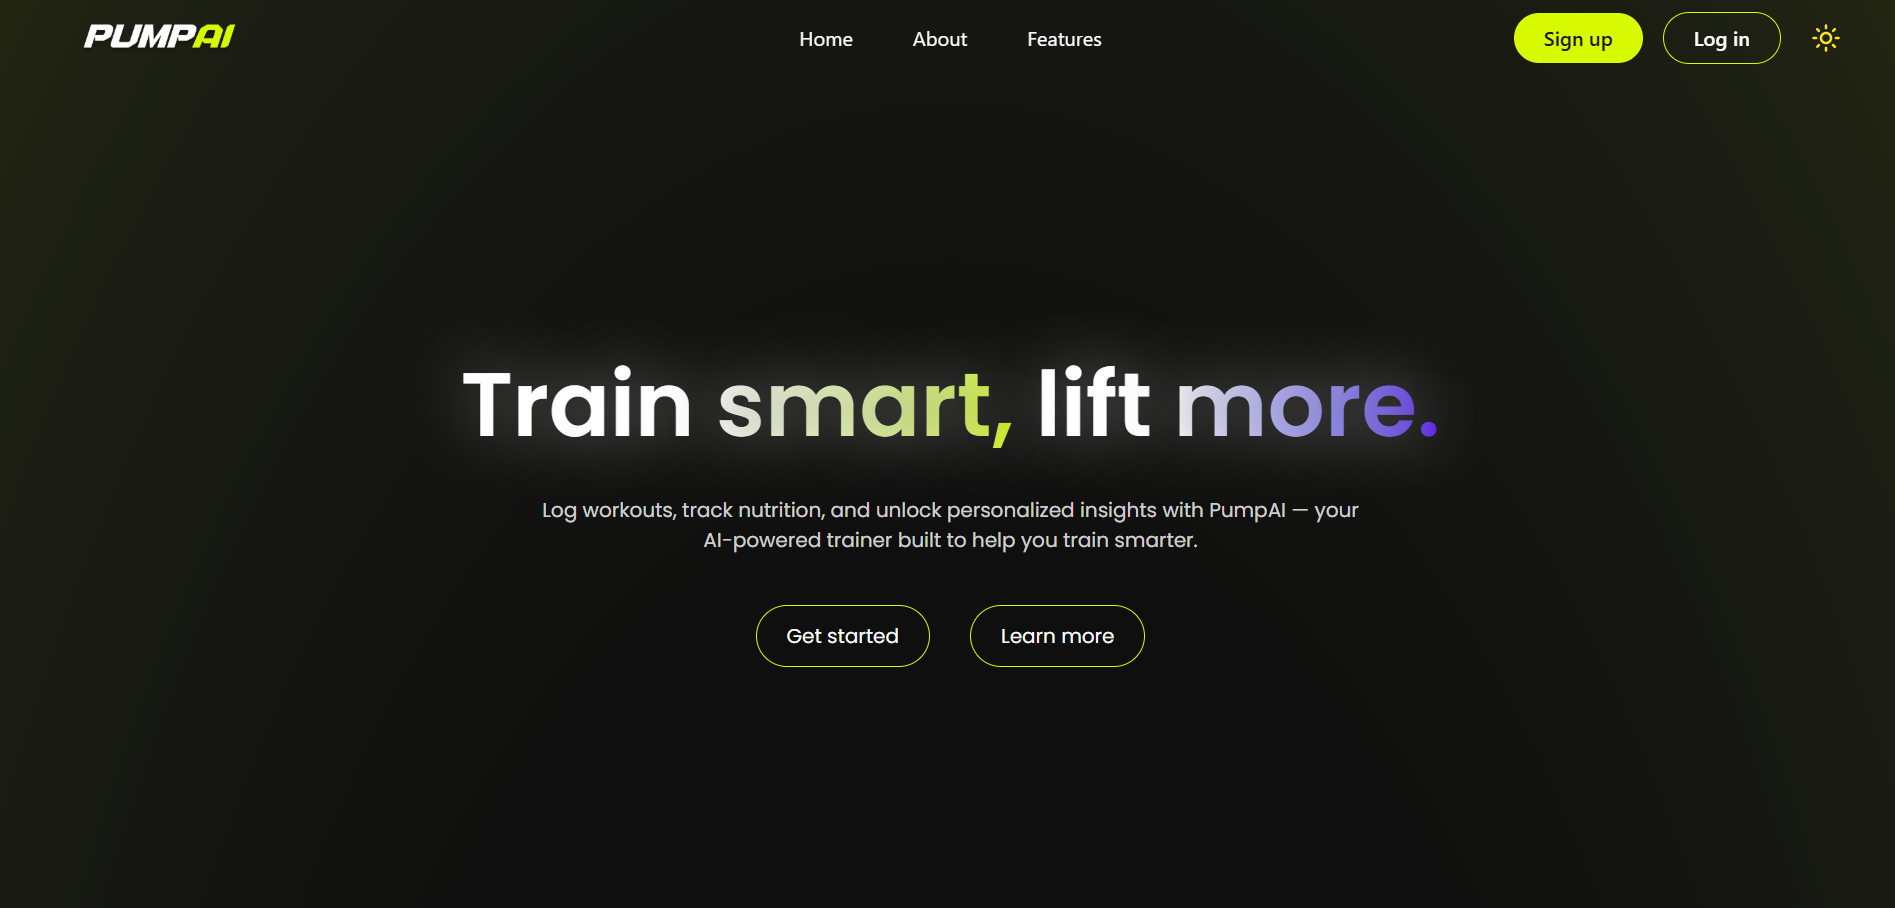 PUMPAI
Home
About
Features
Sign up
Log in
Train smart, lift more.
Log workouts, track nutrition, and unlock personalized insights with PumpAI — your
AI-powered trainer built to help you train smarter.
Get started
Learn more